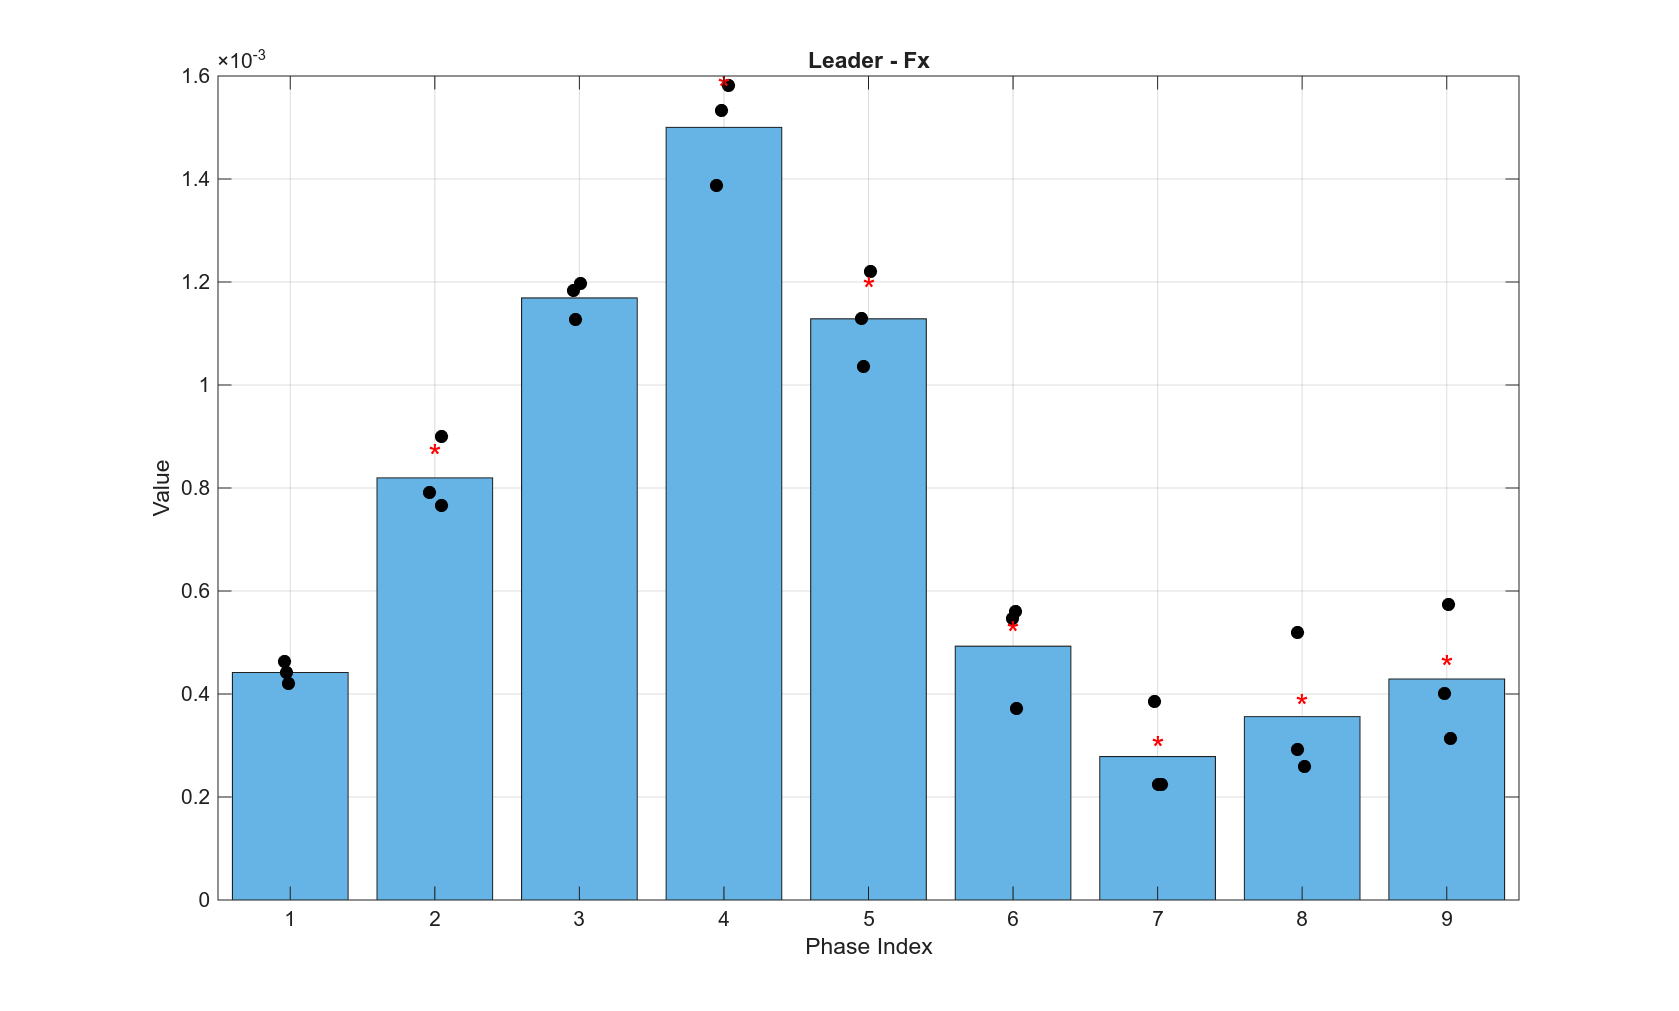 Leader - Fx
×10⁻³
1.6
1.4
1.2
1
0.8
0.6
0.4
0.2
0
Value
* * * * * * *
1 2 3 4 5 6 7 8 9
Phase Index